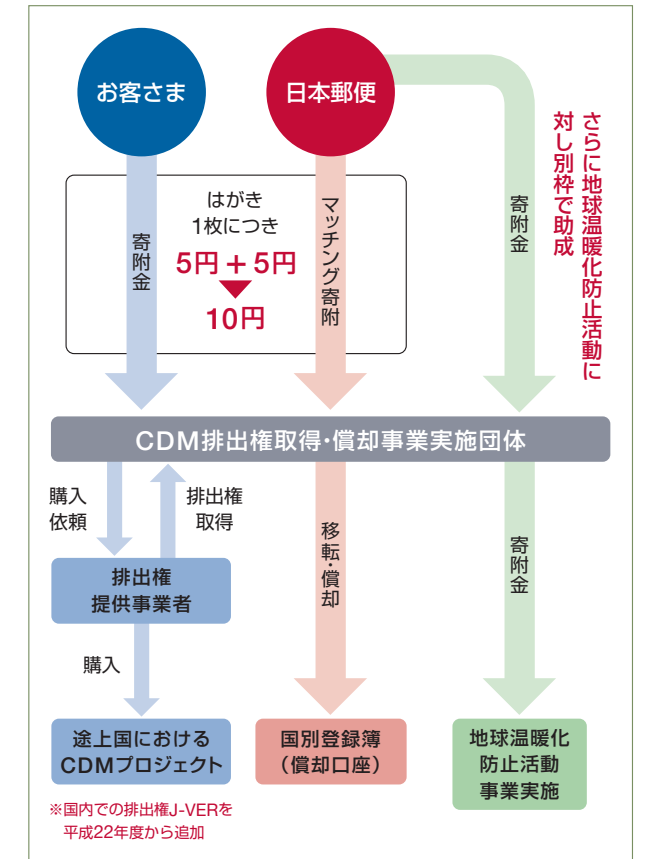 お客さま
日本郵便
さらに地球温暖化防止活動に
対し別枠で助成
はがき
1枚につき
5円+5円
10円
寄附金
マッチング寄附
寄附金
CDM排出権取得・償却事業実施団体
購入
依頼
排出権
取得
移転・償却
寄附金
排出権
提供事業者
購入
途上国における
CDMプロジェクト
国別登録簿
(償却口座)
地球温暖化
防止活動
事業実施
※国内での排出権J-VERを
平成22年度から追加